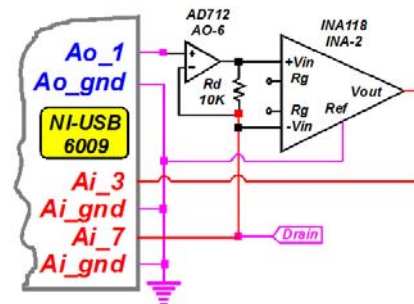 AD712
AO-6
INA118
INA-2
Ao_1
Ao_gnd
+
-
Rd
10K
+Vin
Rg
Rg
-Vin
Ref
Vout
NI-USB
6009
Ai_3
Ai_gnd
Ai_7
Ai_gnd
Drain